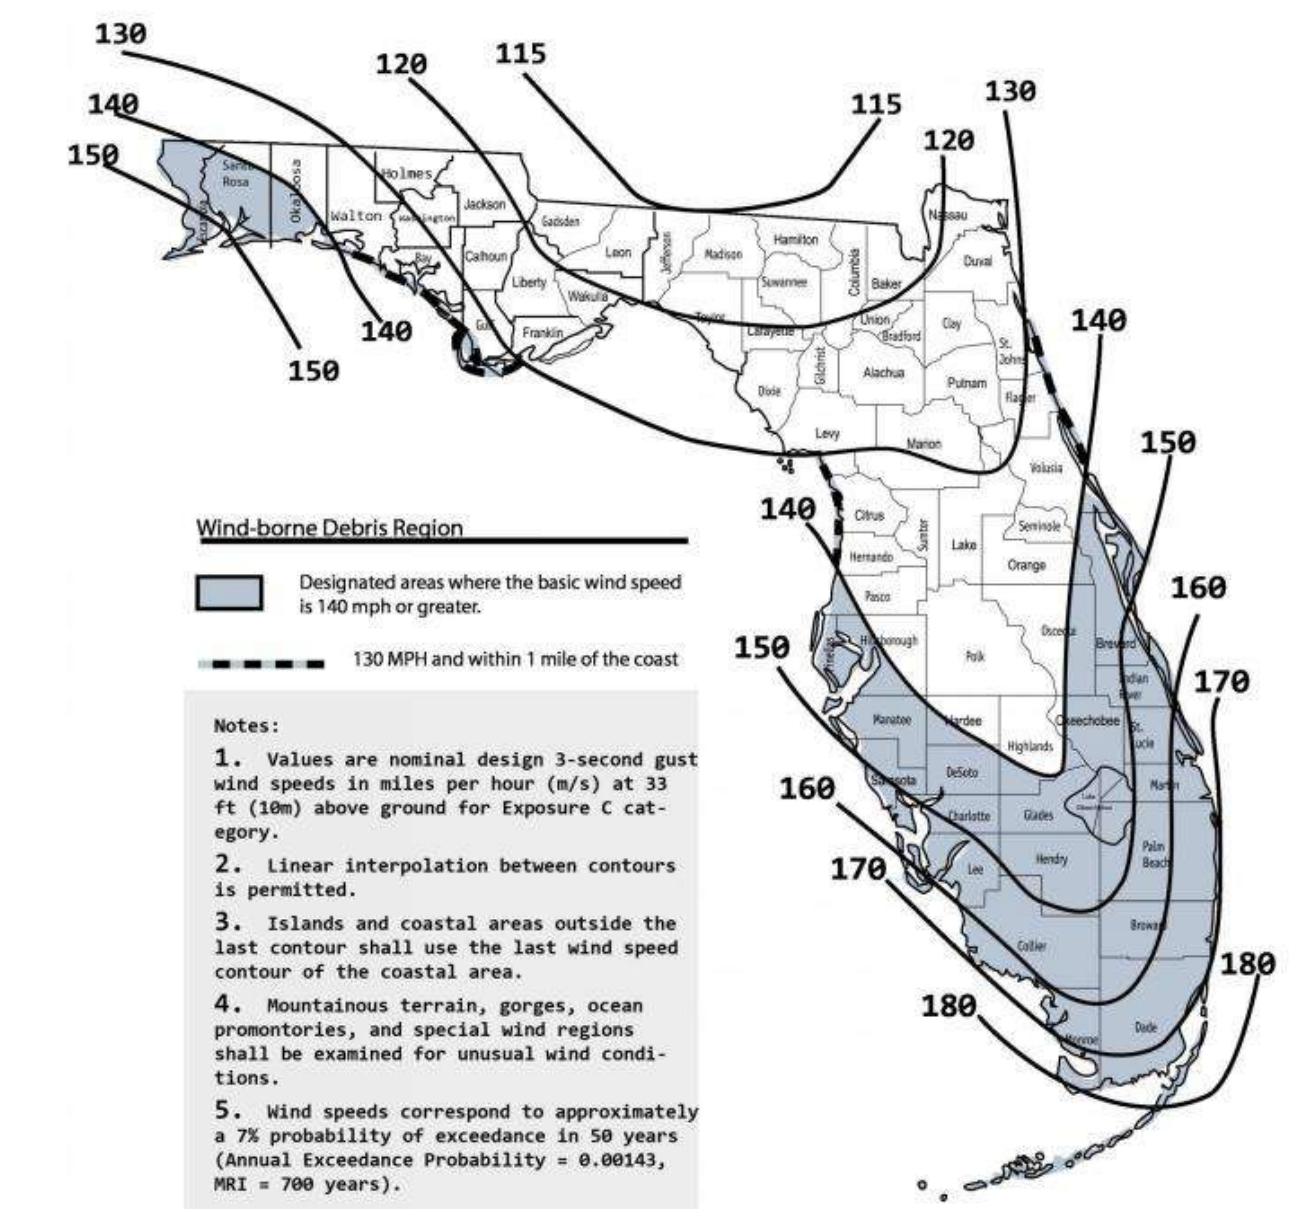 130
115
120
115
130
140
120
150
Santa
Rosa
Okaloosa
Holmes
Walton
Washington
Jackson
Gadsden
Nassau
Leon
Jefferson
Madison
Hamilton
Columbia
Bay
Calhoun
Liberty
Wakulla
Suwannee
Baker
Duval
Gulf
Franklin
Taylor
Lafayette
Union
Bradford
Clay
St.
Johns
140
140
150
Dixie
Gilchrist
Alachua
Putnam
Flagler
Levy
Marion
Volusia
150
140
Citrus
Sumter
Lake
Seminole
Hernando
Orange
Pasco
160
Hillsborough
Pinellas
Polk
Osceola
Brevard
150
Indian
River
170
Manatee
Hardee
Highlands
Okeechobee
St.
Lucie
Sarasota
DeSoto
Martin
160
Charlotte
Glades
Lake
170
Lee
Hendry
Palm
Beach
Collier
Broward
180
180
Monroe
Dade
Wind-borne Debris Region
Designated areas where the basic wind speed
is 140 mph or greater.
130 MPH and within 1 mile of the coast
Notes:
1. Values are nominal design 3-second gust
wind speeds in miles per hour (m/s) at 33
ft (10m) above ground for Exposure C cat-
egory.
2. Linear interpolation between contours
is permitted.
3. Islands and coastal areas outside the
last contour shall use the last wind speed
contour of the coastal area.
4. Mountainous terrain, gorges, ocean
promontories, and special wind regions
shall be examined for unusual wind condi-
tions.
5. Wind speeds correspond to approximately
a 7% probability of exceedance in 50 years
(Annual Exceedance Probability = 0.00143,
MRI = 700 years).